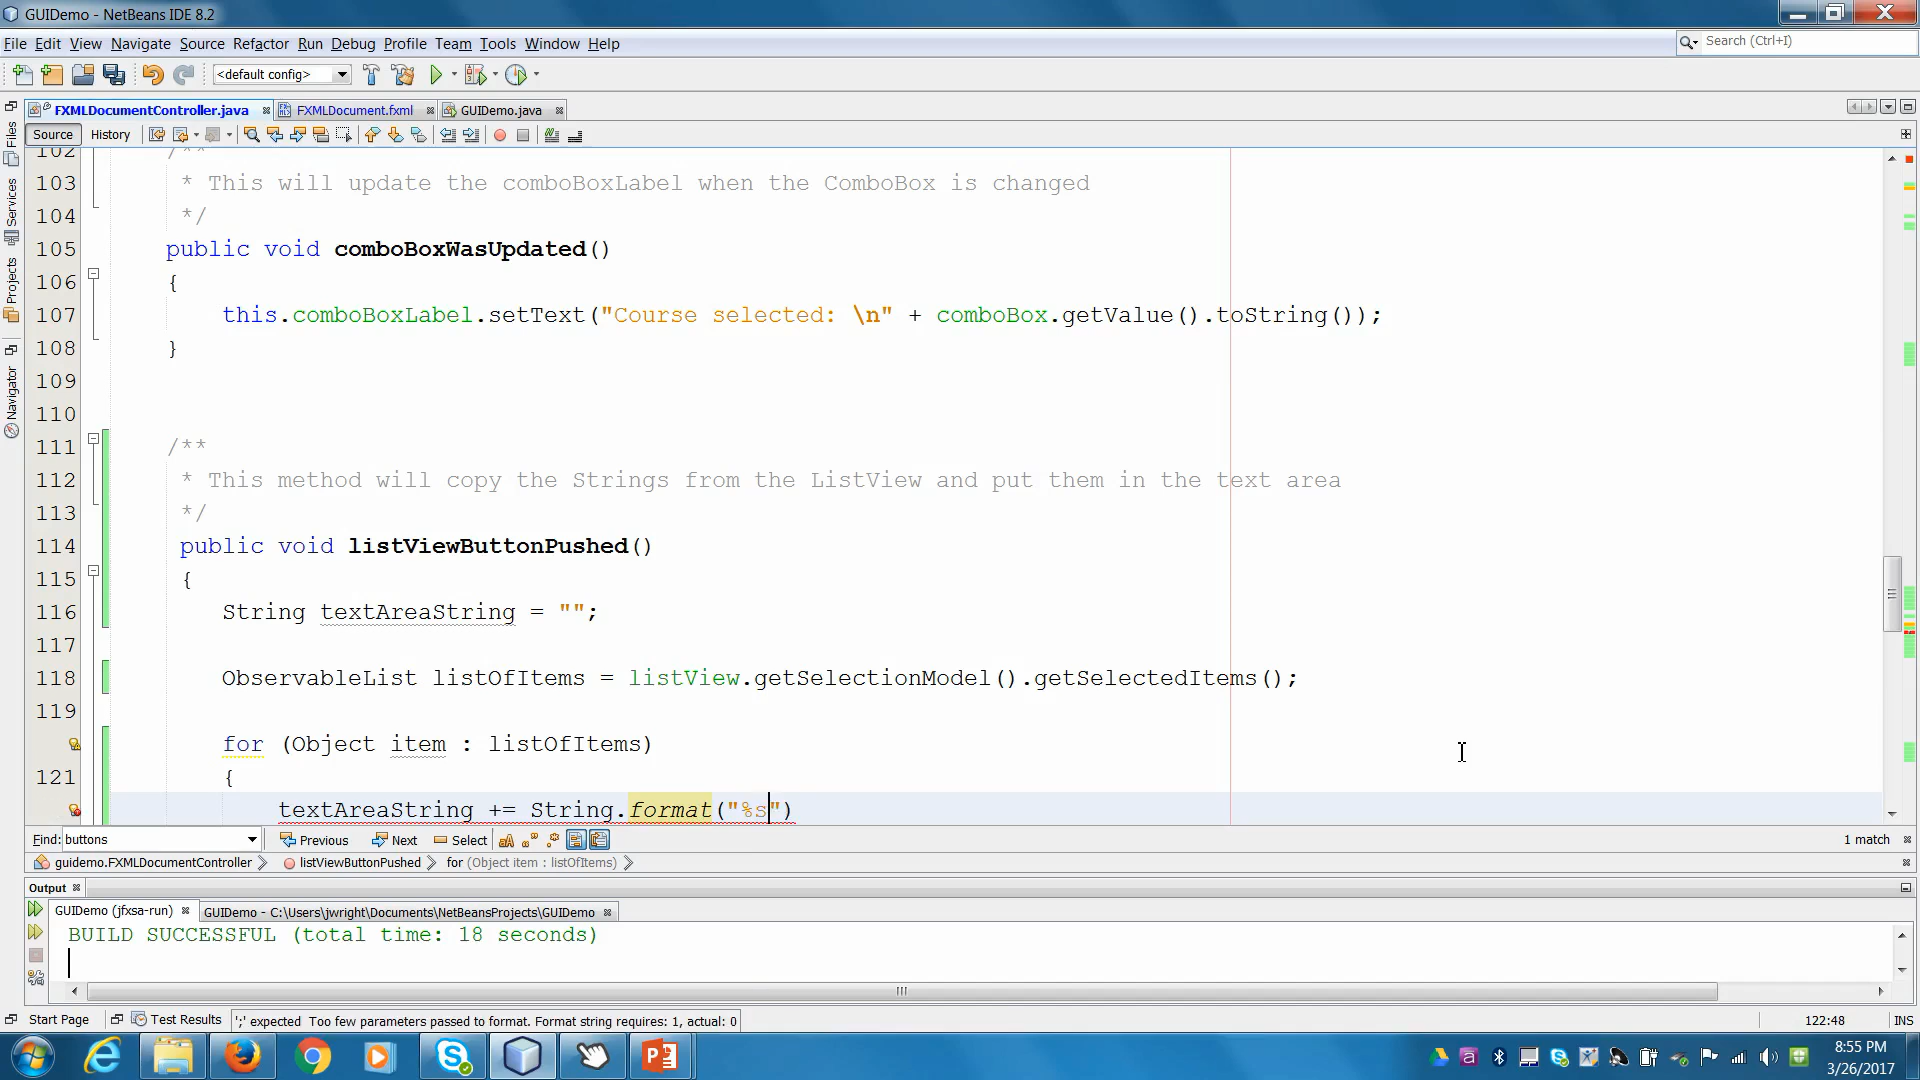 GUIDemo - NetBeans IDE 8.2
File Edit View Navigate Source Refactor Run Debug Profile Team Tools Window Help
Search (Ctrl+I)
<default config>
FXMLDocumentController.java FXMLDocument.fxml GUIDemo.java
Source History
102 /**
103 * This will update the comboBoxLabel when the ComboBox is changed
104 */
105 public void comboBoxWasUpdated()
106 {
107 this.comboBoxLabel.setText("Course selected: \n" + comboBox.getValue().toString());
108 }
109
110
111 /**
112 * This method will copy the Strings from the ListView and put them in the text area
113 */
114 public void listViewButtonPushed()
115 {
116 String textAreaString = "";
117
118 ObservableList listOfItems = listView.getSelectionModel().getSelectedItems();
119
for (Object item : listOfItems)
121 {
textAreaString += String.format("%s")
Files
Services
Projects
Navigator
Find: buttons Previous Next Select 1 match
guidemo.FXMLDocumentController listViewButtonPushed for (Object item : listOfItems)
Output
GUIDemo (jfxsa-run) GUIDemo - C:\Users\jwright\Documents\NetBeansProjects\GUIDemo
BUILD SUCCESSFUL (total time: 18 seconds)
Start Page Test Results ';' expected Too few parameters passed to format. Format string requires: 1, actual: 0 122:48 INS
8:55 PM
3/26/2017